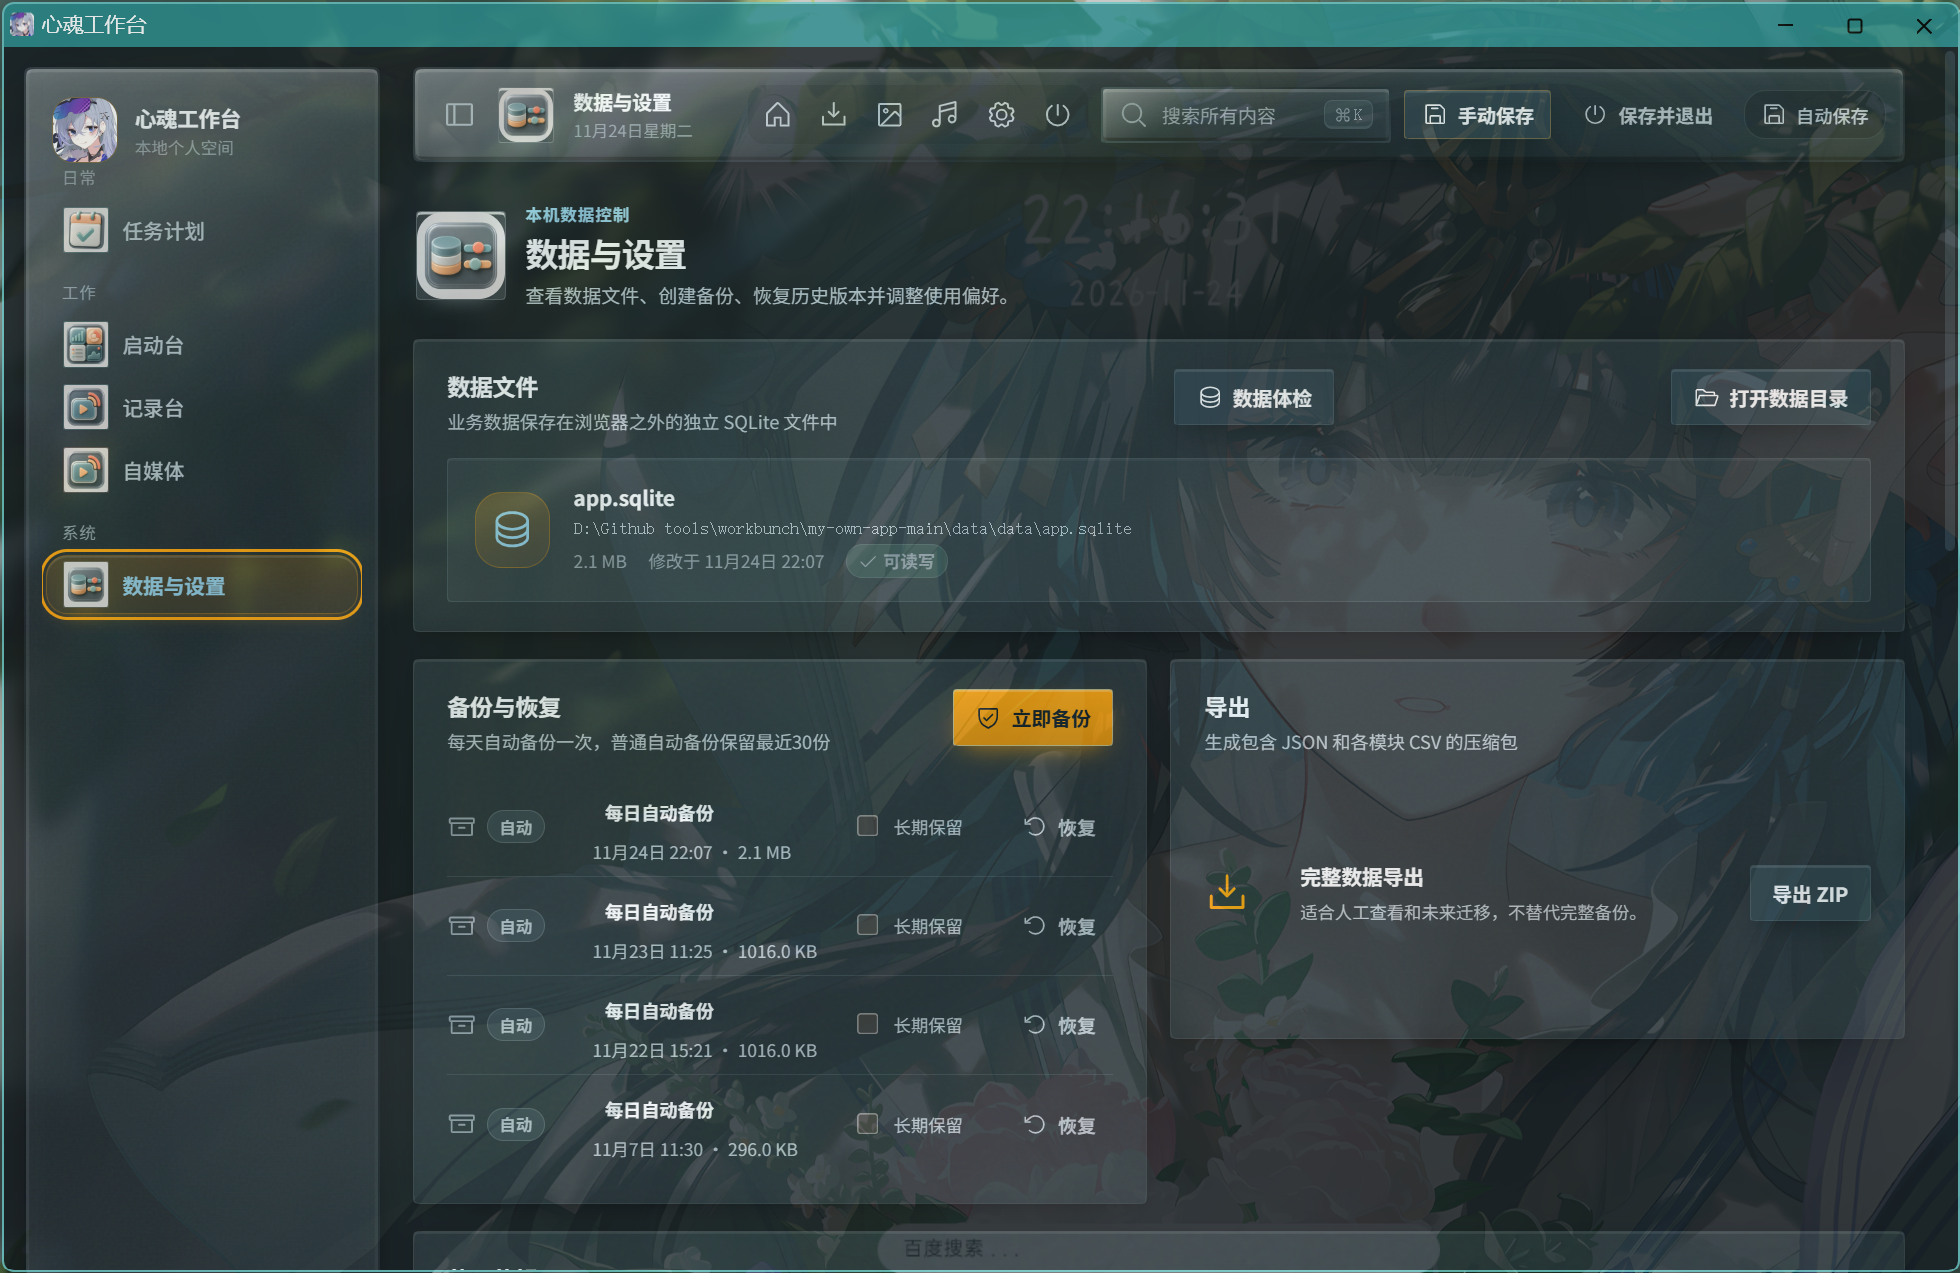 心魂工作台
心魂工作台
本地个人空间
日常
任务计划
工作
启动台
记录台
自媒体
系统
数据与设置
数据与设置
11月24日星期二
搜索所有内容
⌘K
手动保存
保存并退出
自动保存
22:16:31
2026-11-24
本机数据控制
数据与设置
查看数据文件、创建备份、恢复历史版本并调整使用偏好。
数据文件
业务数据保存在浏览器之外的独立 SQLite 文件中
数据体检
打开数据目录
app.sqlite
D:\Github tools\workbunch\my-own-app-main\data\data\app.sqlite
2.1 MB 修改于 11月24日 22:07 可读写
备份与恢复
每天自动备份一次，普通自动备份保留最近30份
立即备份
自动
每日自动备份
11月24日 22:07 · 2.1 MB
长期保留
恢复
自动
每日自动备份
11月23日 11:25 · 1016.0 KB
长期保留
恢复
自动
每日自动备份
11月22日 15:21 · 1016.0 KB
长期保留
恢复
自动
每日自动备份
11月7日 11:30 · 296.0 KB
长期保留
恢复
导出
生成包含 JSON 和各模块 CSV 的压缩包
完整数据导出
适合人工查看和未来迁移，不替代完整备份。
导出 ZIP
百度搜索 . . .